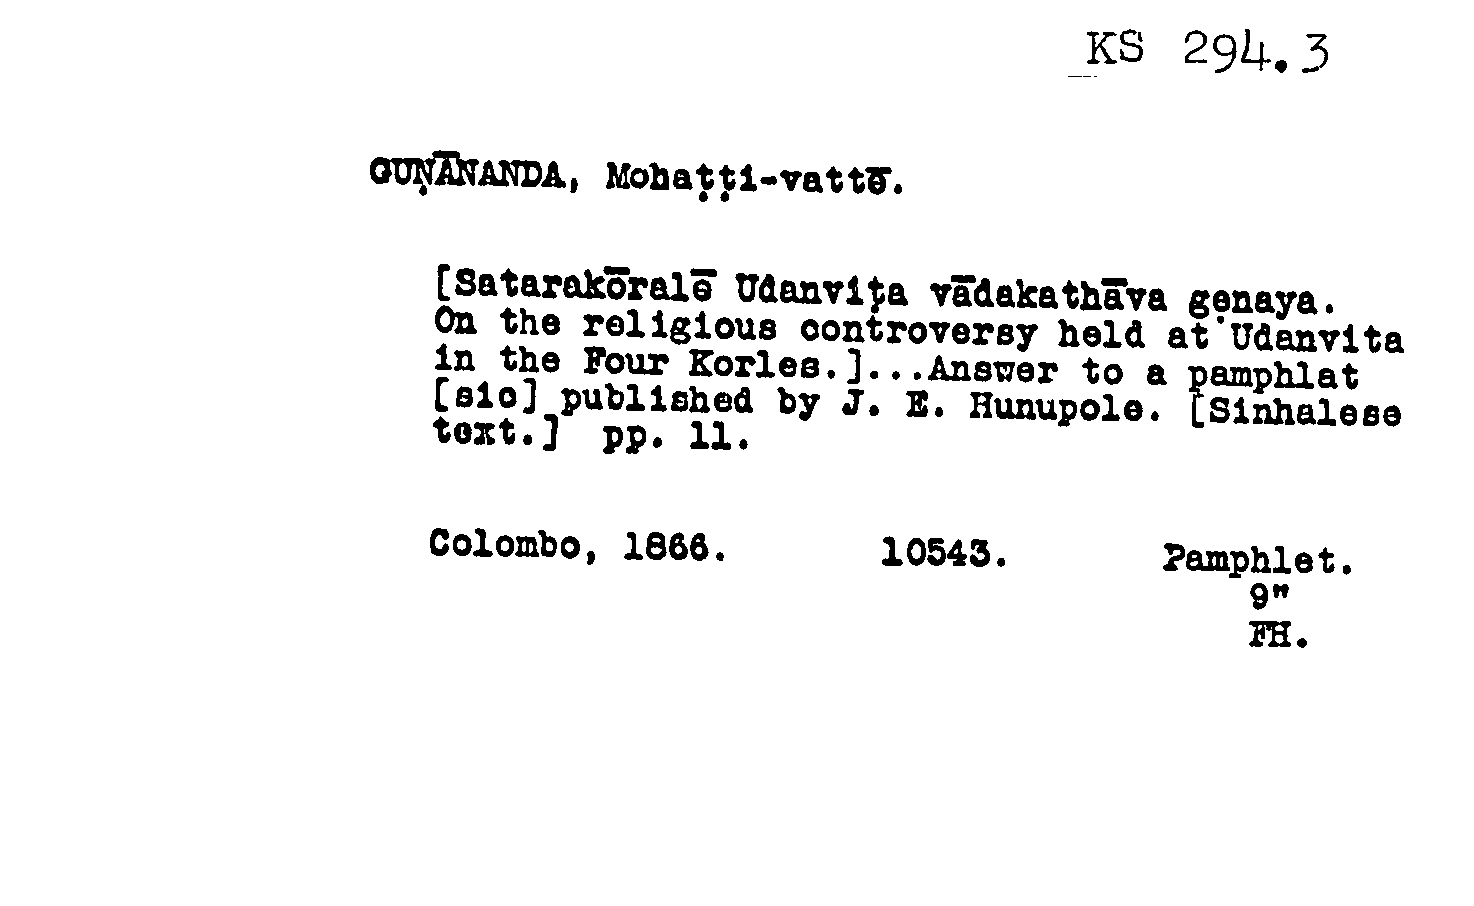 KS 294.3
GUṆĀNANDA, Mohaṭṭi-vattē.
[Satarakōralē Udanviṭa vādakathāva gẹnaya.
On the religious controversy held at Udanvita
in the Four Korles.]...Answer to a pamphlat
[sic] published by J. E. Hunupole. [Sinhalese
text.] pp. 11.
Colombo, 1866. 10543. Pamphlet.
9"
FH.